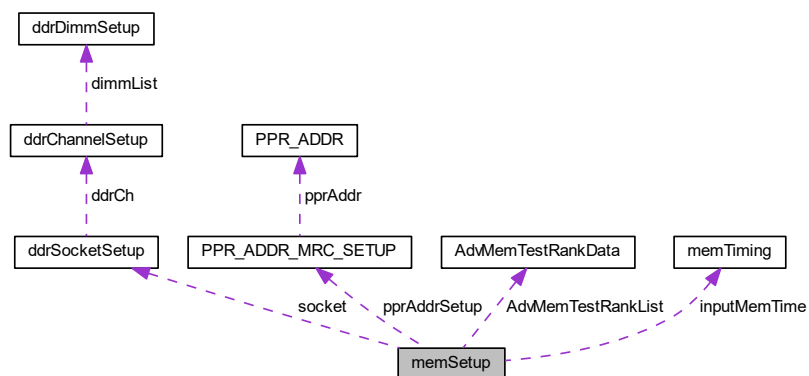 ddrDimmSetup
dimmList
ddrChannelSetup
PPR_ADDR
ddrCh
pprAddr
ddrSocketSetup
PPR_ADDR_MRC_SETUP
AdvMemTestRankData
memTiming
socket
pprAddrSetup
AdvMemTestRankList
inputMemTime
memSetup